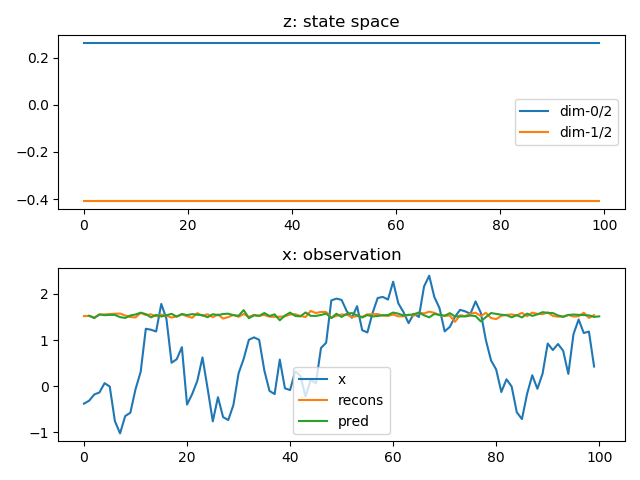 z: state space
0.2
0.0
−0.2
−0.4
dim-0/2
dim-1/2
0 20 40 60 80 100
x: observation
2
1
0
−1
x
recons
pred
0 20 40 60 80 100